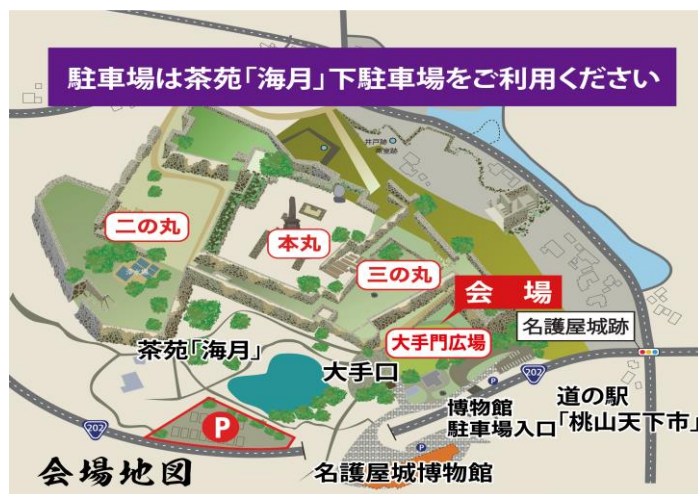 駐車場は茶苑「海月」下駐車場をご利用ください
井戸跡
二の丸
本丸
三の丸
会場
大手門広場
名護屋城跡
茶苑「海月」
大手口
202
P
P
202
博物館
駐車場入口
道の駅
「桃山天下市」
P
会場地図
名護屋城博物館